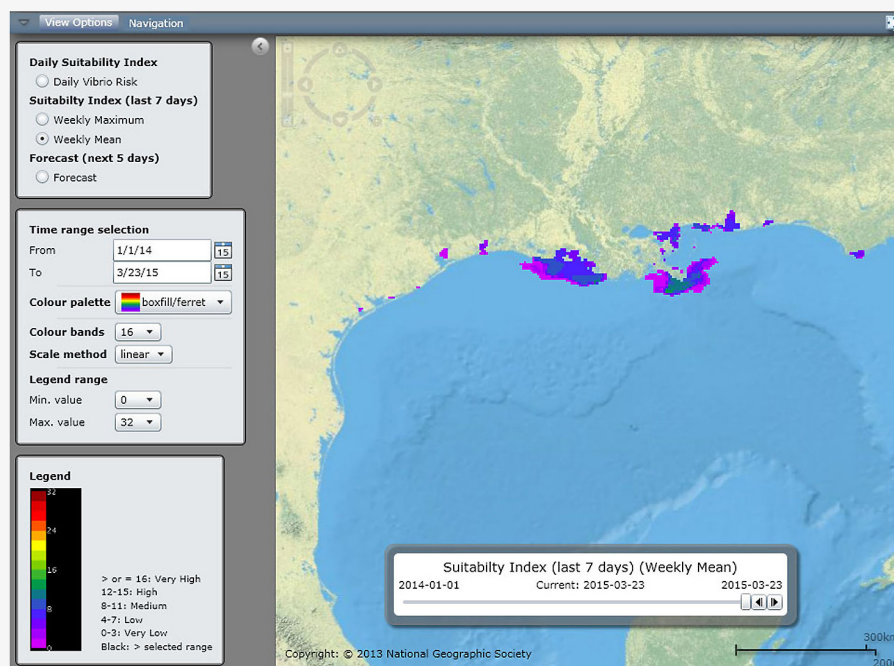 View Options Navigation
Daily Suitability Index
Daily Vibrio Risk
Suitabilty Index (last 7 days)
Weekly Maximum
Weekly Mean
Forecast (next 5 days)
Forecast
Time range selection
From 1/1/14 15
To 3/23/15 15
Colour palette boxfill/ferret
Colour bands 16
Scale method linear
Legend range
Min. value 0
Max. value 32
Legend
32
24
16
8
0
> or = 16: Very High
12-15: High
8-11: Medium
4-7: Low
0-3: Very Low
Black: > selected range
Suitabilty Index (last 7 days) (Weekly Mean)
2014-01-01 Current: 2015-03-23 2015-03-23
Copyright: © 2013 National Geographic Society
300km